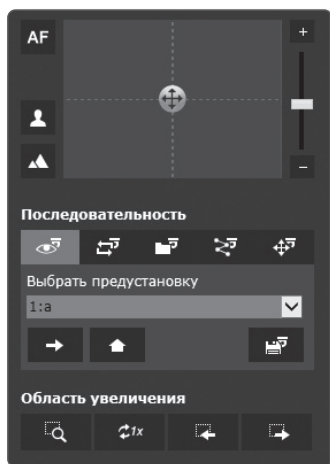 AF
+
−
Последовательность
Выбрать предустановку
1:a
Область увеличения
1x